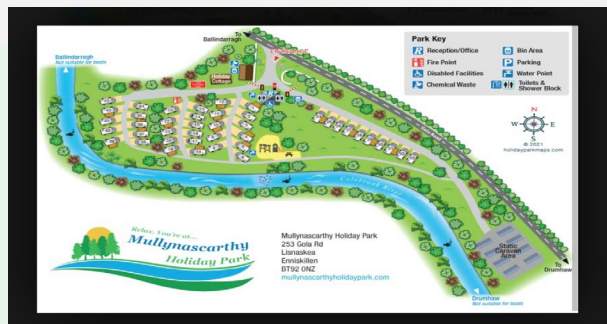 To
Ballindarragh
Ballindarragh
Not suitable for boats
Holiday
Cottage
Park Key
Reception/Office
Bin Area
Fire Point
Parking
Disabled Facilities
Water Point
Chemical Waste
Toilets &
Shower Block
N
W
E
S
© 2021
holidayparkmaps.com
Colebrook River
Relax, You're at...
Mullynascarthy
Holiday Park
Mullynascarthy Holiday Park
253 Gola Rd
Lisnaskea
Enniskillen
BT92 0NZ
mullynascarthyholidaypark.com
Static
Caravan
Area
To
Drumhaw
Drumhaw
Not suitable for boats